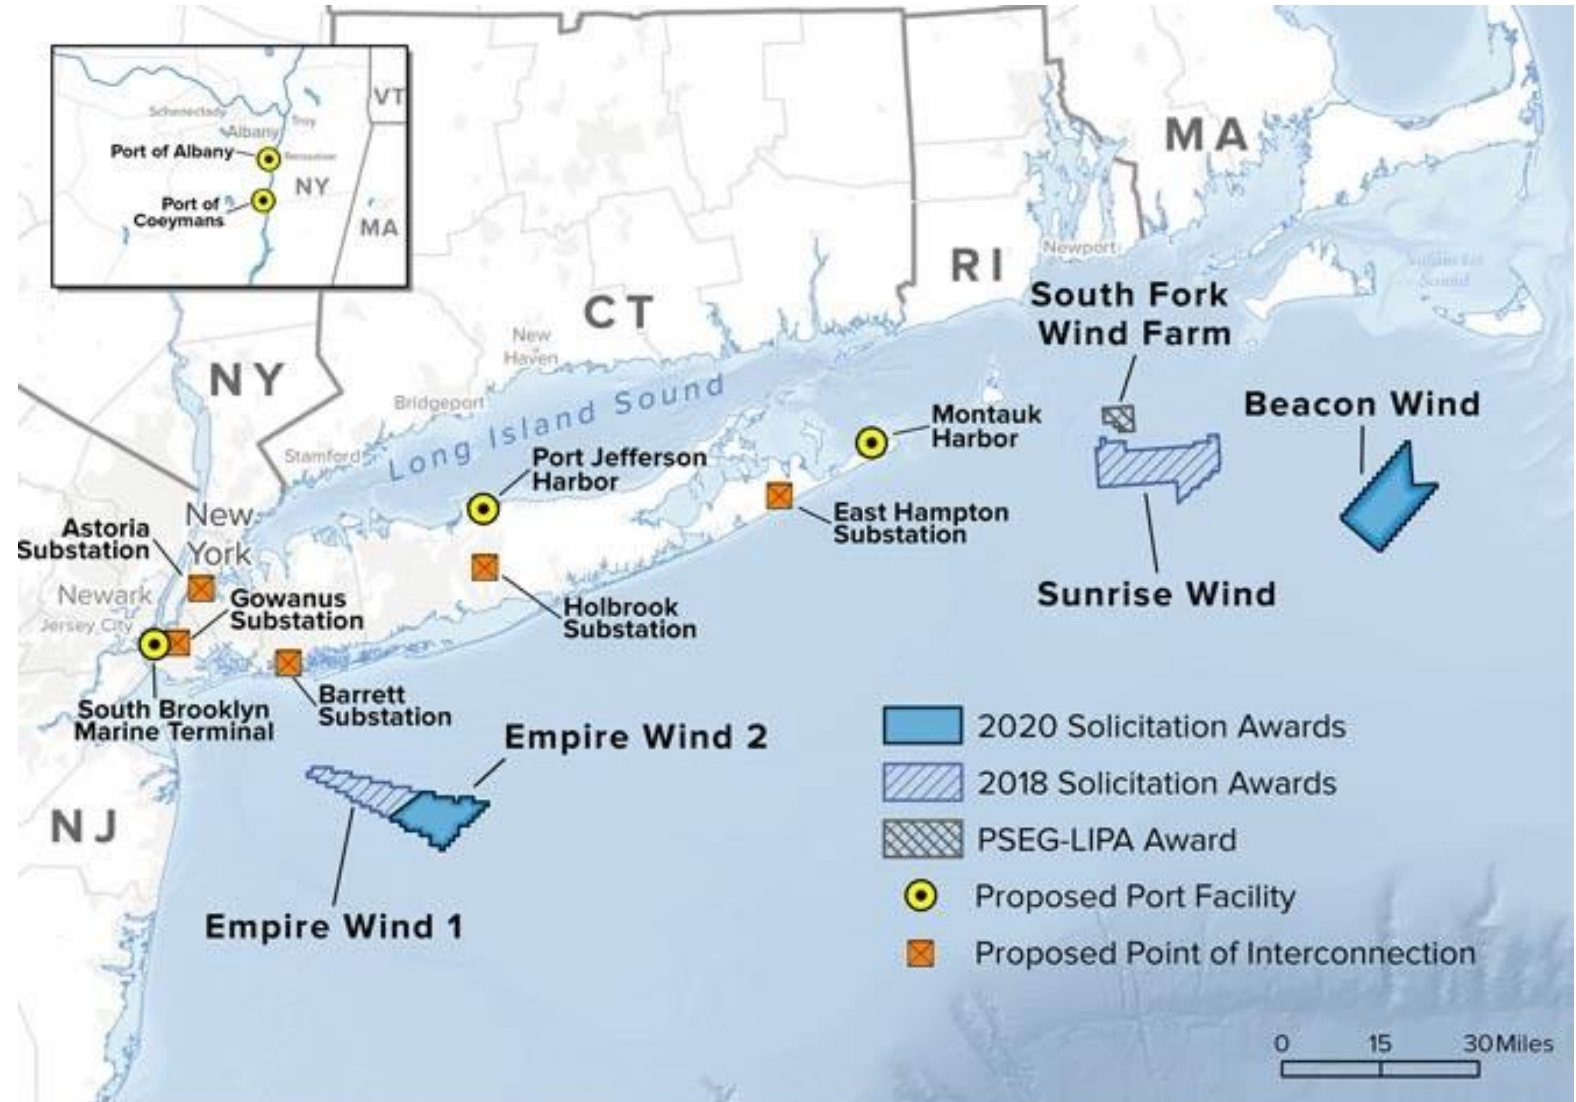 VT
Schenectady
Troy
Albany
Port of Albany
Rensselaer
NY
Port of
Coeymans
MA
MA
Newport
RI
South Fork
Wind Farm
CT
New
Haven
NY
Long Island Sound
Bridgeport
Beacon Wind
Montauk
Harbor
Stamford
Port Jefferson
Harbor
East Hampton
Substation
New
York
Astoria
Substation
Sunrise Wind
Newark
Gowanus
Substation
Jersey City
Holbrook
Substation
South Brooklyn
Marine Terminal
Barrett
Substation
Empire Wind 2
NJ
Empire Wind 1
2020 Solicitation Awards
2018 Solicitation Awards
PSEG-LIPA Award
Proposed Port Facility
Proposed Point of Interconnection
0 15 30 Miles